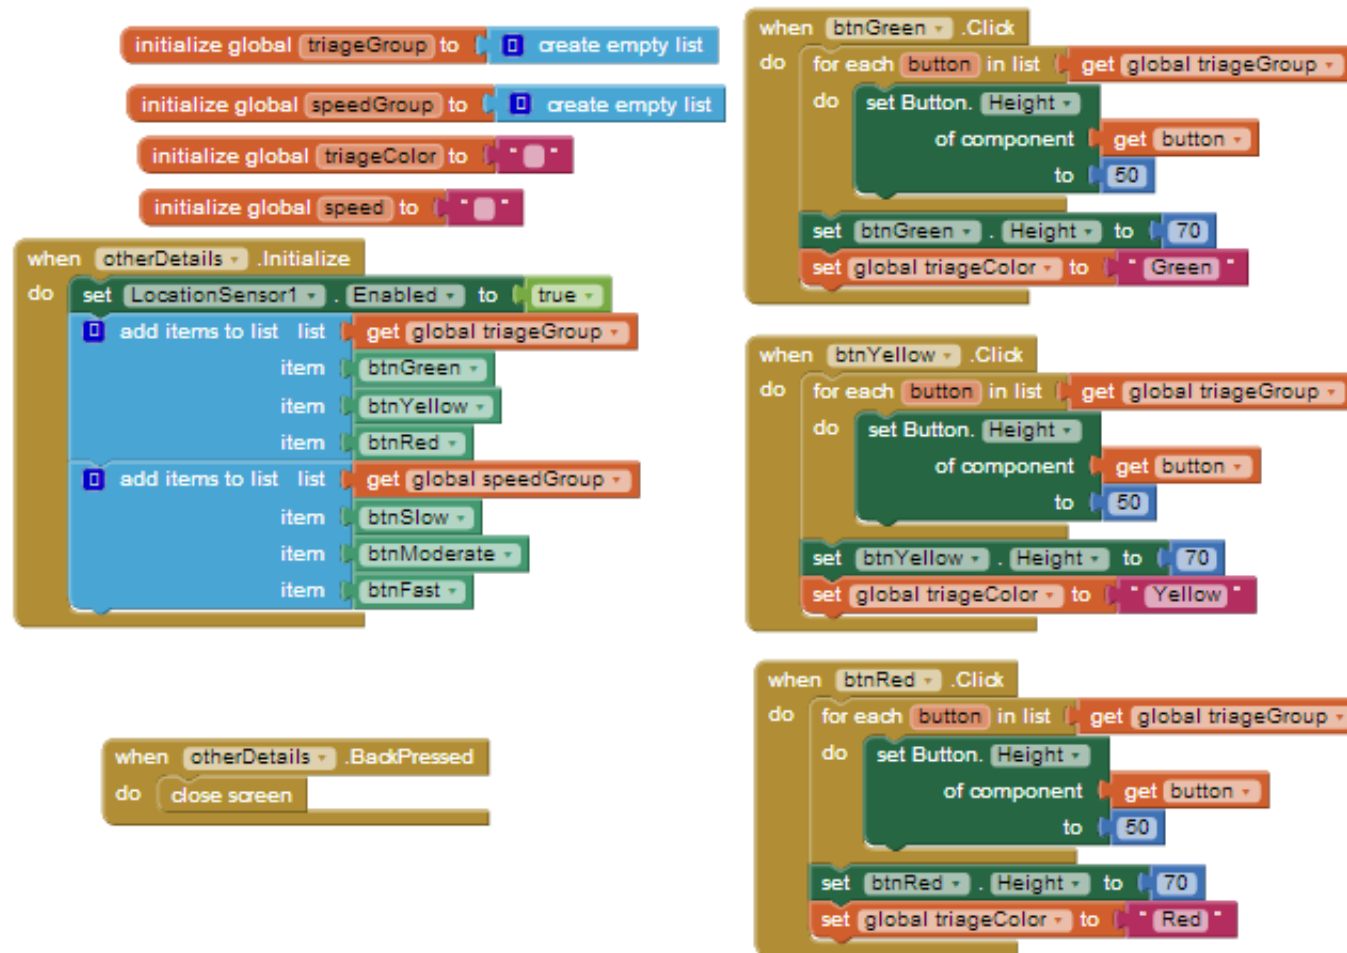 initialize global triageGroup to create empty list
initialize global speedGroup to create empty list
initialize global triageColor to " "
initialize global speed to " "
when otherDetails .Initialize
do set LocationSensor1 . Enabled to true
add items to list list get global triageGroup
item btnGreen
item btnYellow
item btnRed
add items to list list get global speedGroup
item btnSlow
item btnModerate
item btnFast
when otherDetails .BackPressed
do close screen
when btnGreen .Click
do for each button in list get global triageGroup
do set Button. Height
of component get button
to 50
set btnGreen . Height to 70
set global triageColor to " Green "
when btnYellow .Click
do for each button in list get global triageGroup
do set Button. Height
of component get button
to 50
set btnYellow . Height to 70
set global triageColor to " Yellow "
when btnRed .Click
do for each button in list get global triageGroup
do set Button. Height
of component get button
to 50
set btnRed . Height to 70
set global triageColor to " Red "